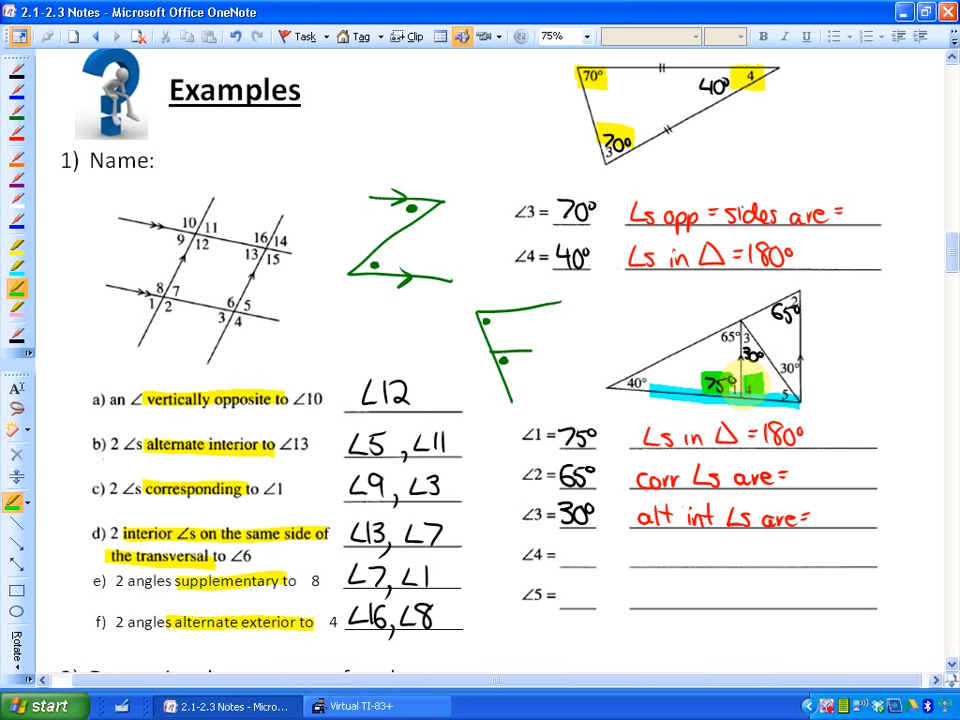 2.1-2.3 Notes - Microsoft Office OneNote
Task
Tag
Clip
75%
B I U
Examples
70°
4
40°
70°
3
1) Name:
10 11
9 12
16 14
13 15
8 7
1 2
6 5
3 4
∠3 = 70° ∠s opp = sides are =
∠4 = 40° ∠s in △ = 180°
2
65°
65° 3
30°
30°
40° 75° 4 5
a) an ∠ vertically opposite to ∠10 ∠12
b) 2 ∠s alternate interior to ∠13 ∠5, ∠11
c) 2 ∠s corresponding to ∠1 ∠9, ∠3
d) 2 interior ∠s on the same side of
the transversal to ∠6 ∠13, ∠7
e) 2 angles supplementary to 8 ∠7, ∠1
f) 2 angles alternate exterior to 4 ∠16, ∠8
∠1 = 75° ∠s in △ = 180°
∠2 = 65° corr ∠s are =
∠3 = 30° alt int ∠s are =
∠4 =
∠5 =
Rotate
start
2.1-2.3 Notes - Micro...
Virtual TI-83+